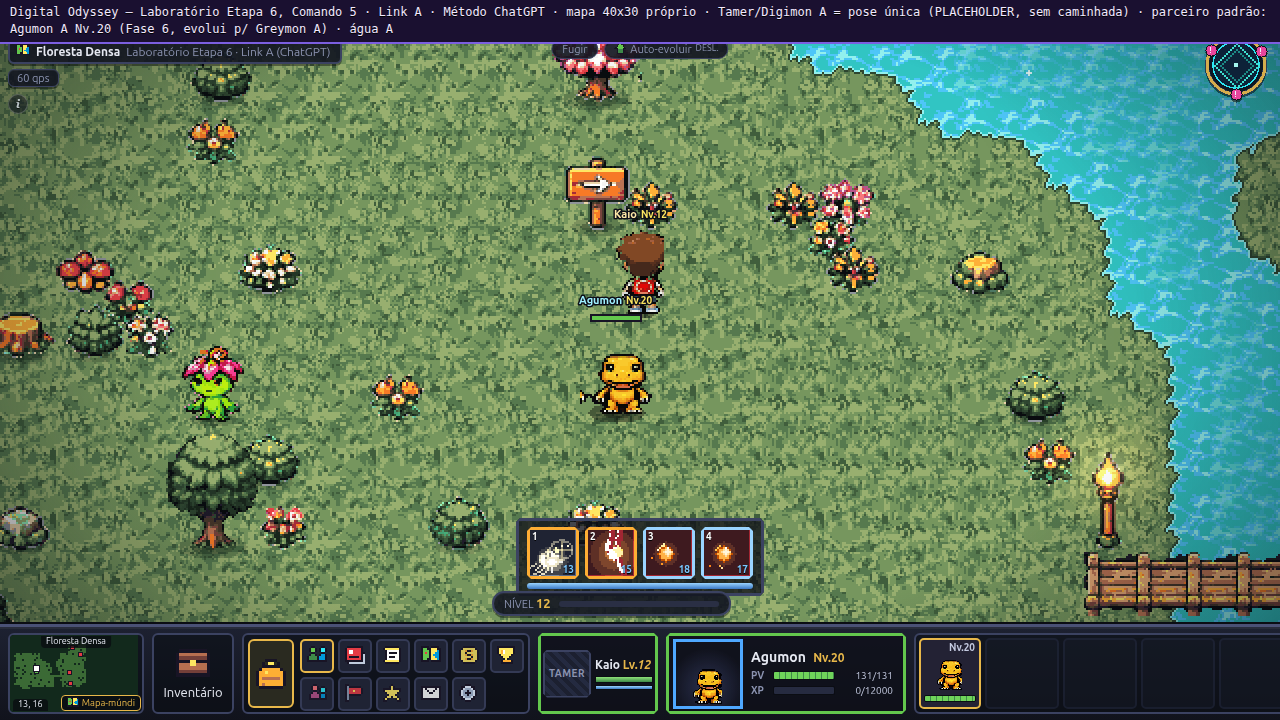 Digital Odyssey — Laboratório Etapa 6, Comando 5 · Link A · Método ChatGPT · mapa 40x30 próprio · Tamer/Digimon A = pose única (PLACEHOLDER, sem caminhada) · parceiro padrão:
Agumon A Nv.20 (Fase 6, evolui p/ Greymon A) · água A
Floresta Densa Laboratório Etapa 6 · Link A (ChatGPT)
Fugir
Auto-evoluir DESL.
60 qps
i
Kaio Nv.12
Agumon Nv.20
1 13
2 15
3 18
4 17
NÍVEL 12
Floresta Densa
13, 16
Mapa-múndi
Inventário
TAMER
Kaio Lv.12
Agumon Nv.20
PV 131/131
XP 0/12000
Nv.20